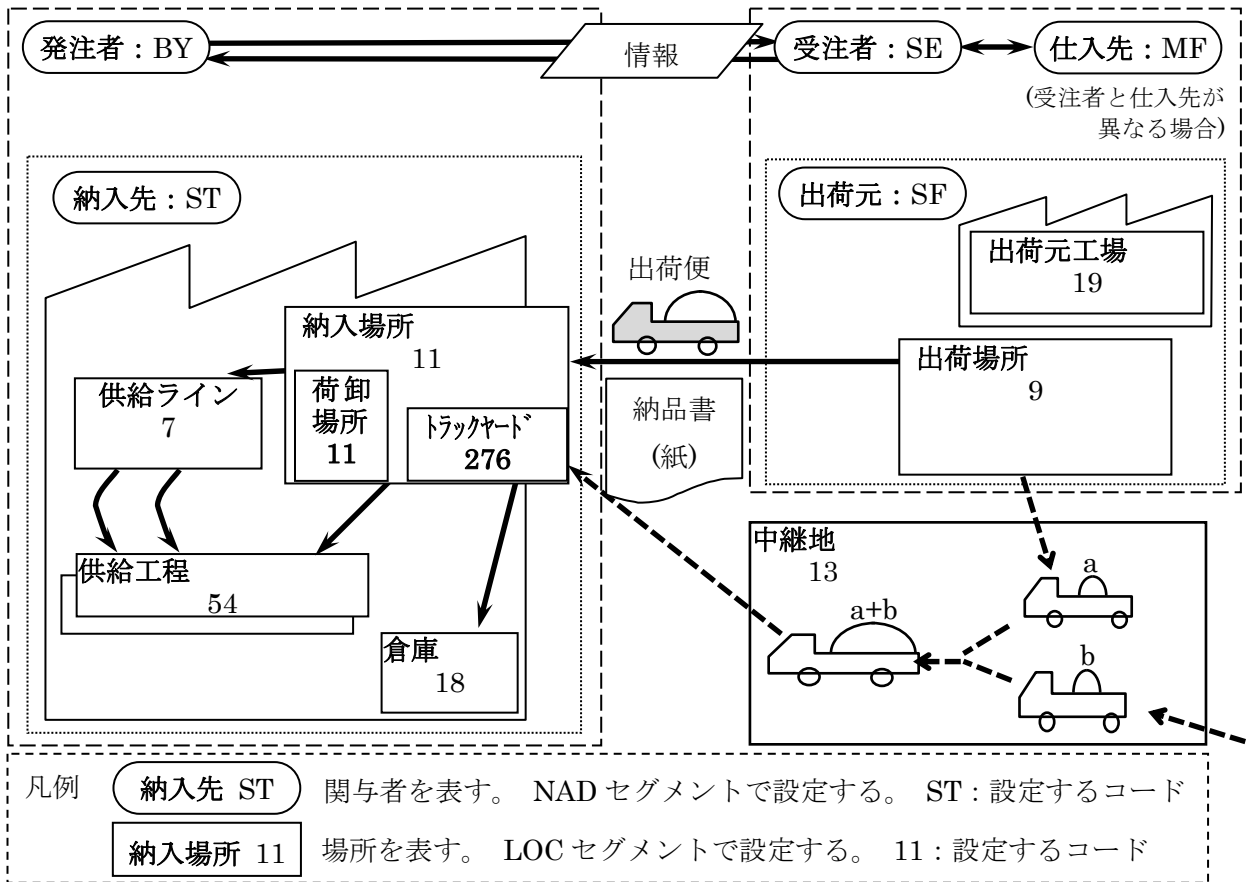 発注者：BY
情報
受注者：SE
仕入先：MF
(受注者と仕入先が
異なる場合)
納入先：ST
出荷元：SF
出荷元工場
19
出荷便
納入場所
11
出荷場所
9
供給ライン
7
荷卸
場所
11
ﾄﾗｯｸﾔｰﾄﾞ
276
納品書
(紙)
中継地
13
a
a+b
b
供給工程
54
倉庫
18
凡例
納入先 ST
関与者を表す。 NAD セグメントで設定する。 ST：設定するコード
納入場所 11
場所を表す。 LOC セグメントで設定する。 11：設定するコード